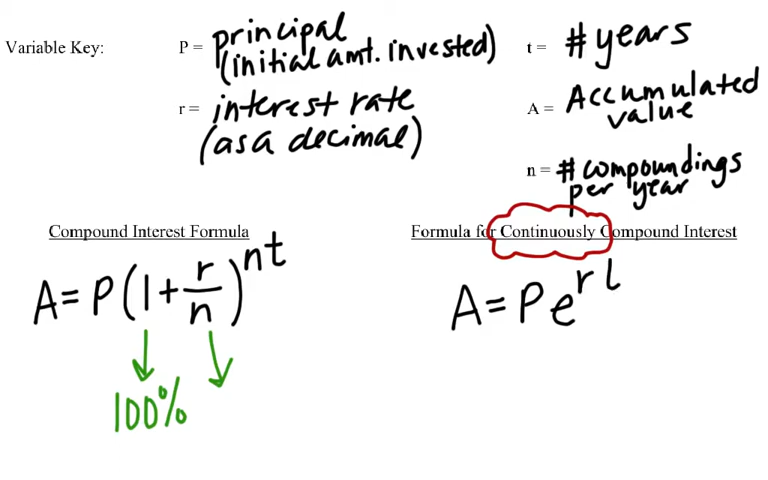 Variable Key: P = principal (initial amt. invested) t = # years
r = interest rate (as a decimal) A = Accumulated value
n = # compoundings per year
Compound Interest Formula
A = P(1 + r/n)^nt
100%
Formula for Continuously Compound Interest
A = Pe^rl